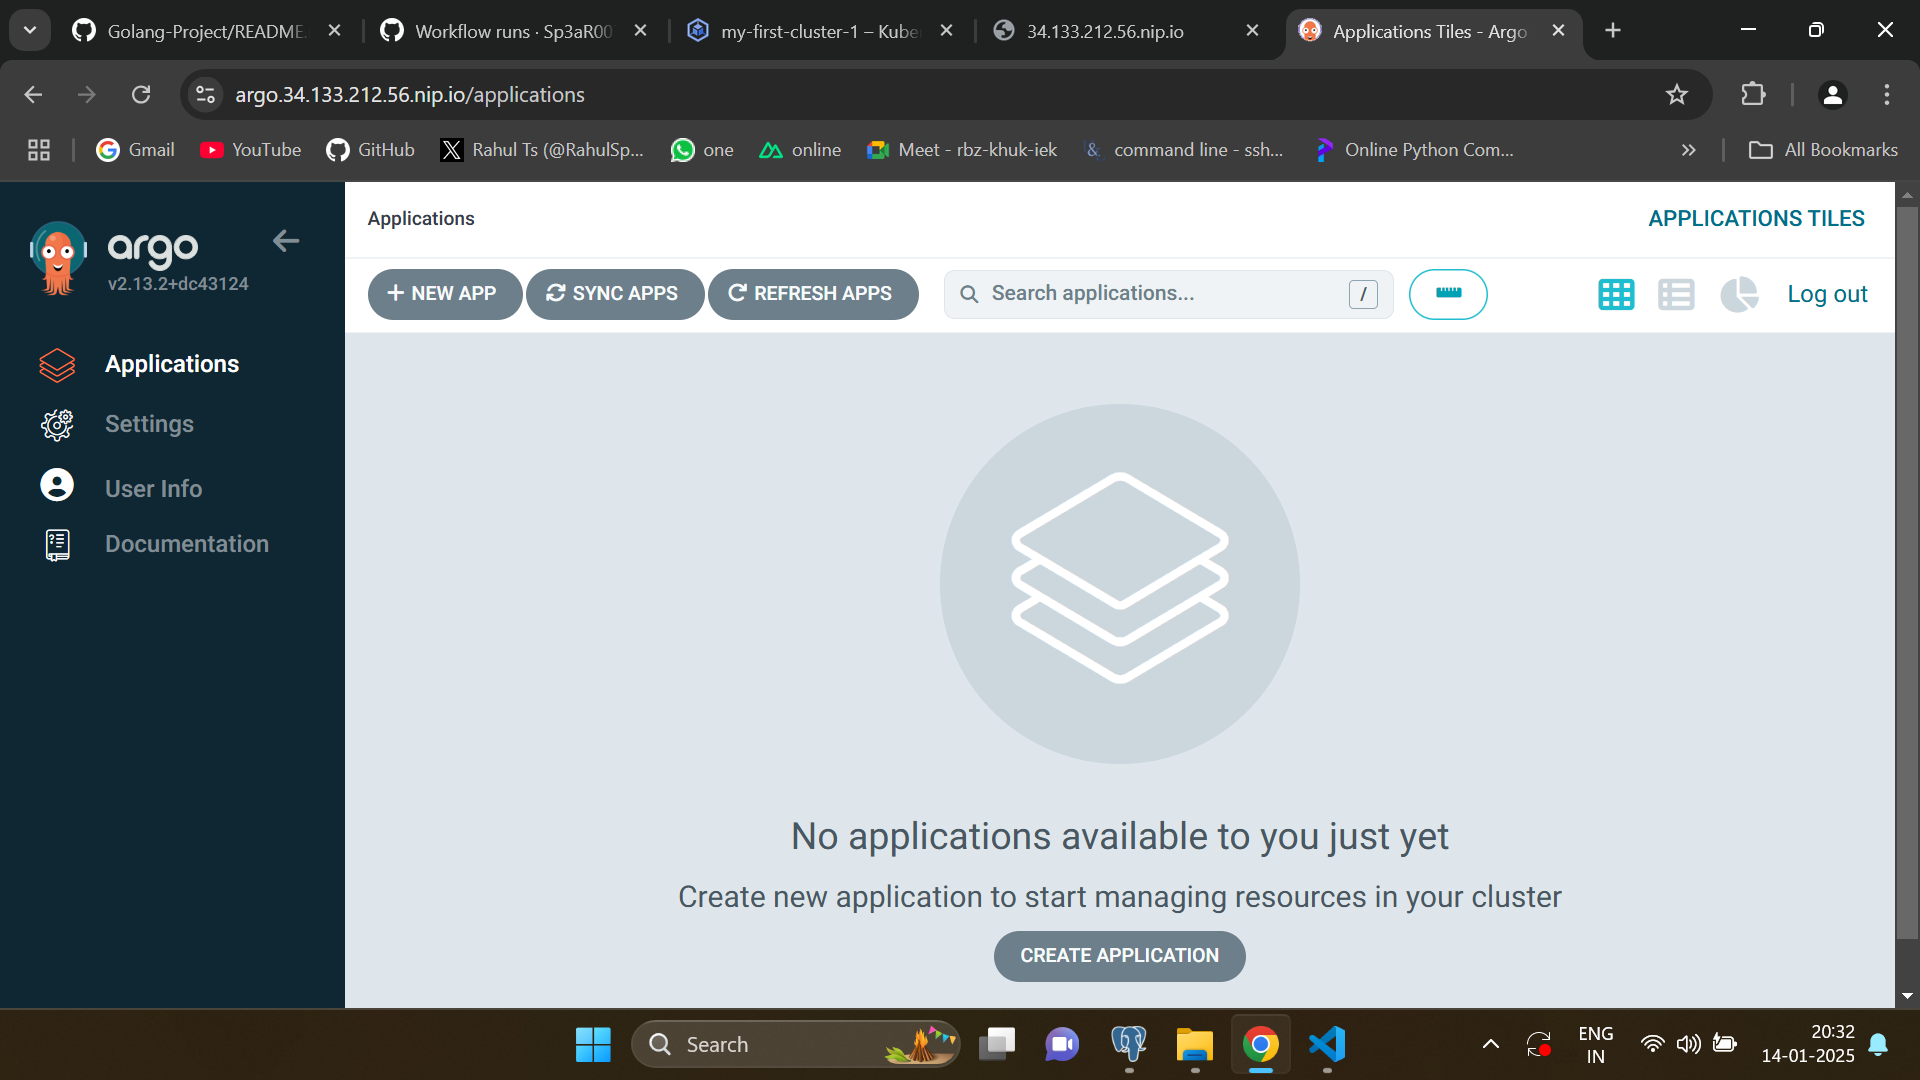 Golang-Project/README.
Workflow runs · Sp3aR00
my-first-cluster-1 – Kube
34.133.212.56.nip.io
Applications Tiles - Argo
argo.34.133.212.56.nip.io/applications
Gmail
YouTube
GitHub
Rahul Ts (@RahulSp...
one
online
Meet - rbz-khuk-iek
command line - ssh...
Online Python Com...
All Bookmarks
argo
v2.13.2+dc43124
Applications
Settings
User Info
Documentation
Applications
APPLICATIONS TILES
NEW APP
SYNC APPS
REFRESH APPS
Search applications...
/
Log out
No applications available to you just yet
Create new application to start managing resources in your cluster
CREATE APPLICATION
Search
ENG
IN
20:32
14-01-2025